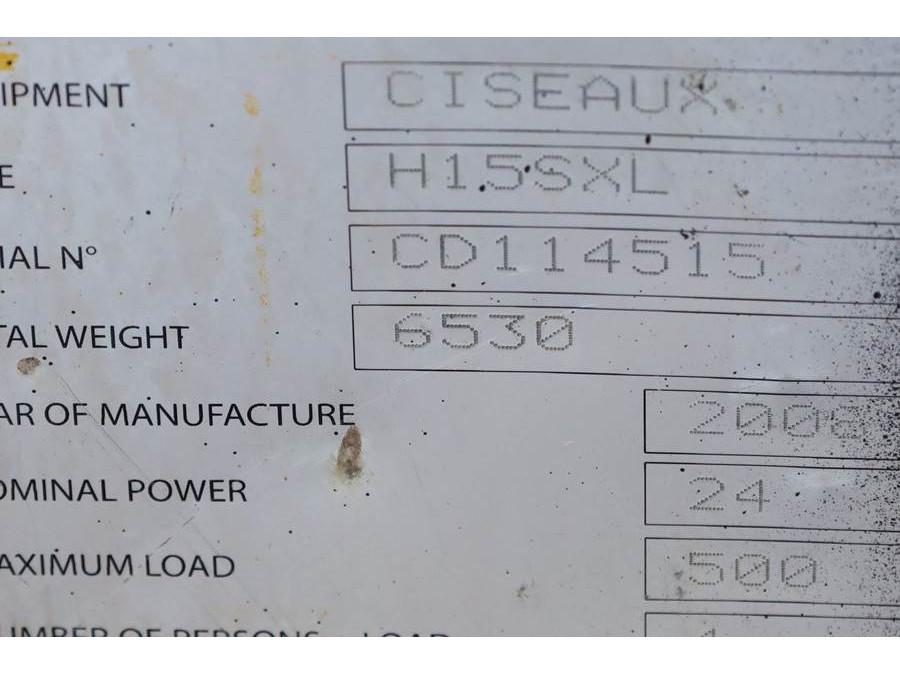 IPMENT CISEAUX
E H15SXL
IAL N° CD114515
TAL WEIGHT 6530
AR OF MANUFACTURE
OMINAL POWER 24
AXIMUM LOAD 500